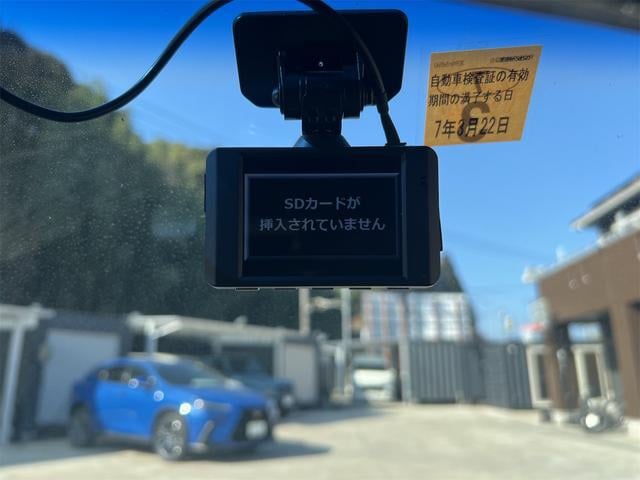 SDカードが
挿入されていません
自動車検査証の有効
期間の満了する日
7年3月22日